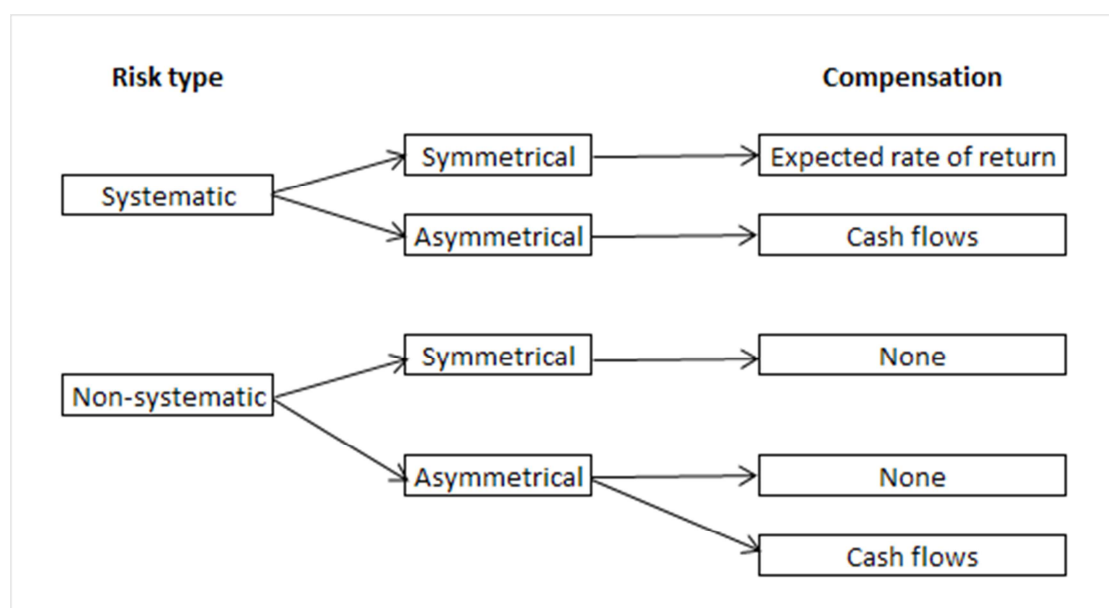 Risk type
Compensation
Symmetrical
Expected rate of return
Systematic
Asymmetrical
Cash flows
Symmetrical
None
Non-systematic
Asymmetrical
None
Cash flows